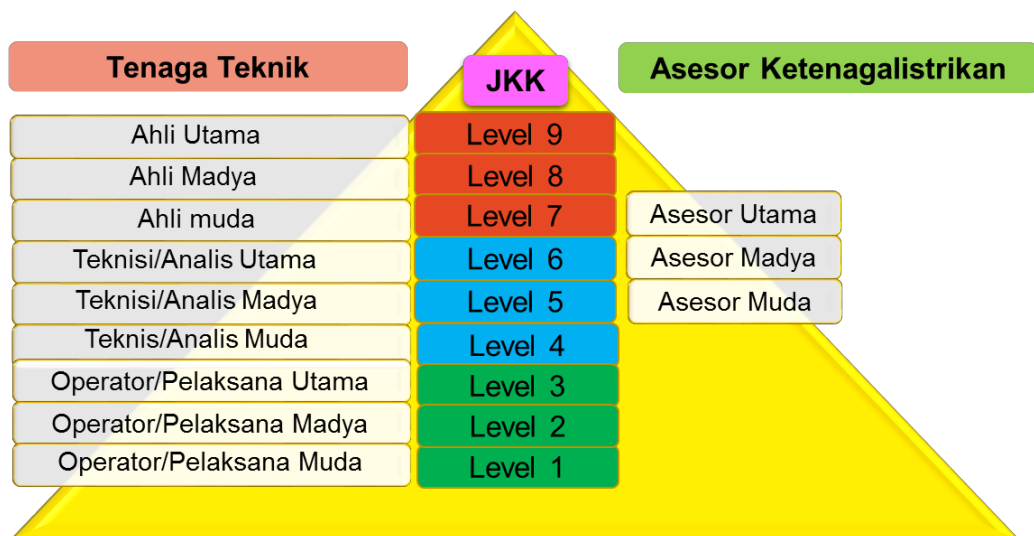 Tenaga Teknik
JKK
Asesor Ketenagalistrikan
Ahli Utama
Level 9
Ahli Madya
Level 8
Ahli muda
Level 7
Asesor Utama
Teknisi/Analis Utama
Level 6
Asesor Madya
Teknisi/Analis Madya
Level 5
Asesor Muda
Teknis/Analis Muda
Level 4
Operator/Pelaksana Utama
Level 3
Operator/Pelaksana Madya
Level 2
Operator/Pelaksana Muda
Level 1